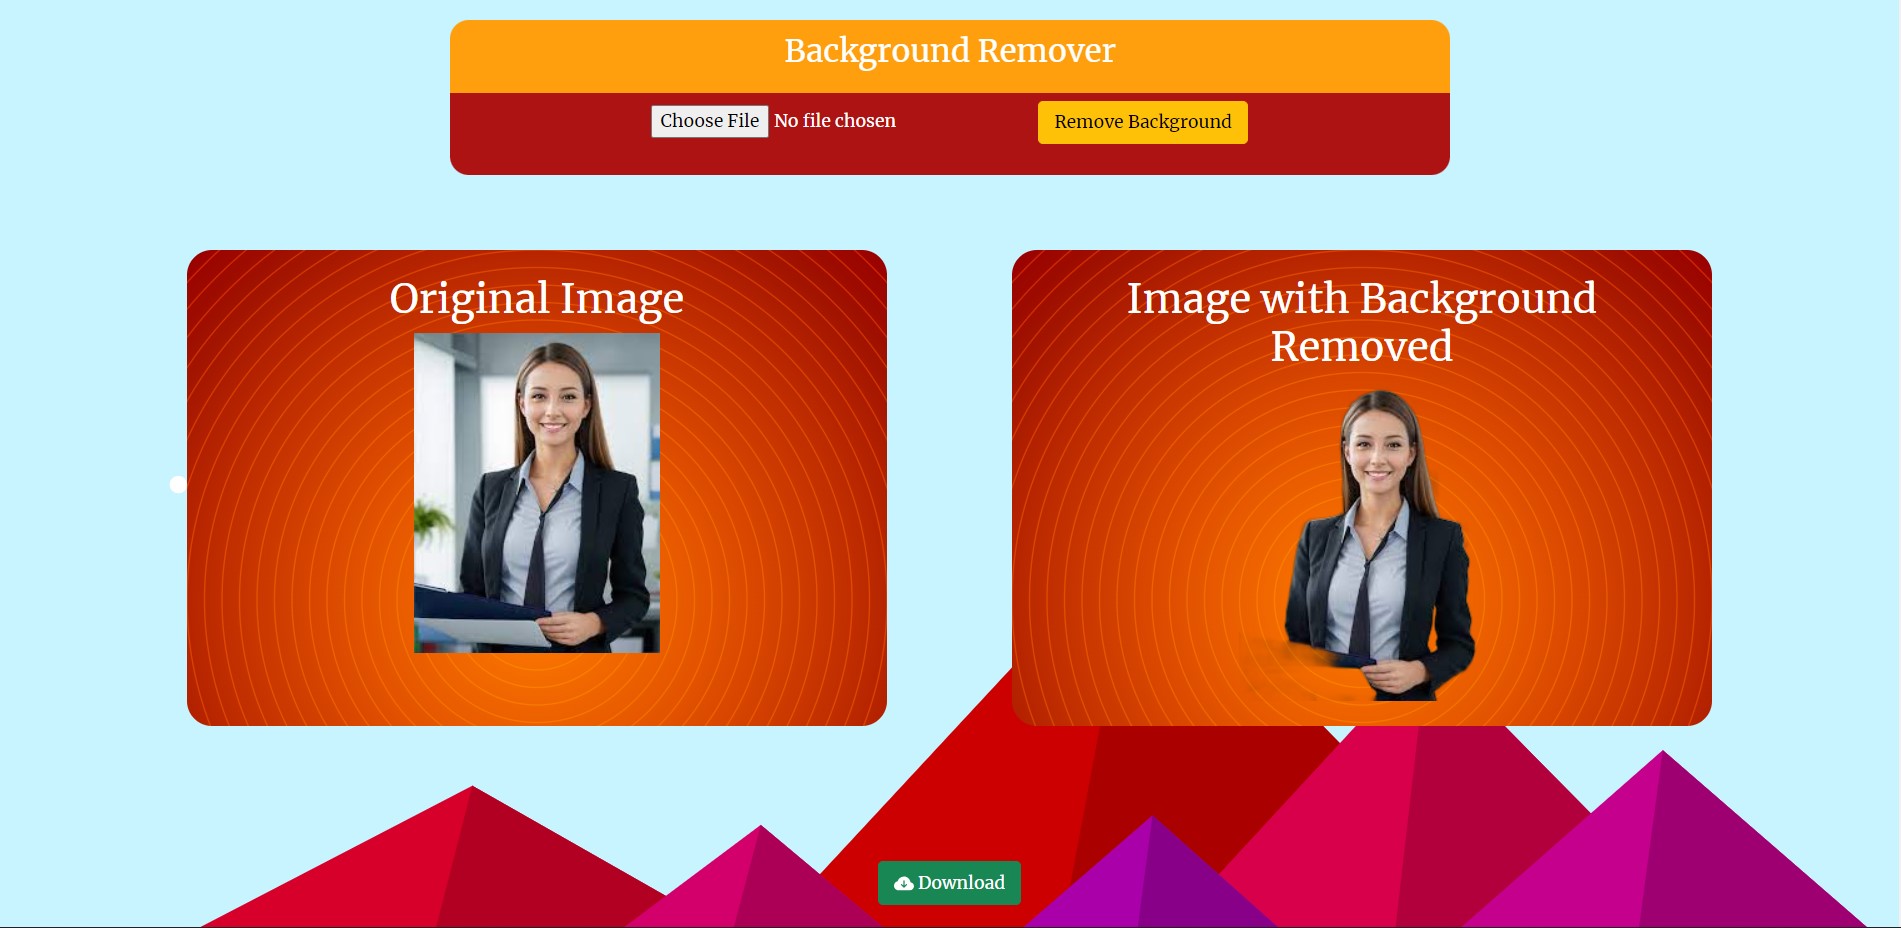 Background Remover
Choose File No file chosen
Remove Background
Original Image
Image with Background
Removed
Download